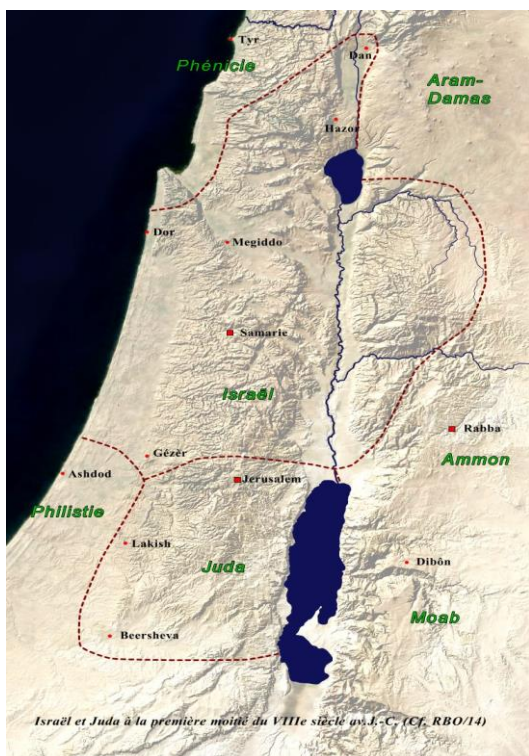 Tyr
Phénicie
Dan
Aram-
Damas
Hazor
Dor
Megiddo
Samarie
Israël
Rabba
Gézèr
Ammon
Ashdod
Jerusalem
Philistie
Lakish
Juda
Dibôn
Moab
Beersheva
Israël et Juda à la première moitié du VIIIe siècle av.J.-C. (Cf. RBO/14)